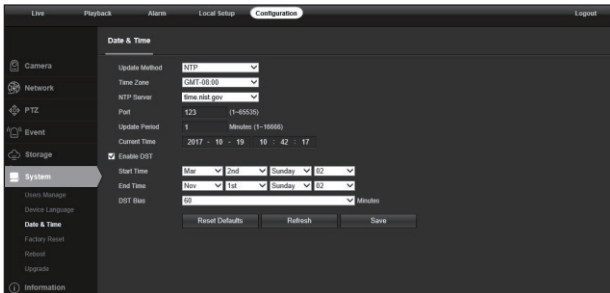 Live Playback Alarm Local Setup Configuration Logout
Date & Time
Camera
Network
PTZ
Event
Storage
System
Users Manage
Device Language
Date & Time
Factory Reset
Reboot
Upgrade
Information
Update Method NTP
Time Zone GMT-08:00
NTP Server time.nist.gov
Port 123 (1~65535)
Update Period 1 Minutes (1~16666)
Current Time 2017 - 10 - 19 10 : 42 : 17
Enable DST
Start Time Mar 2nd Sunday 02
End Time Nov 1st Sunday 02
DST Bias 60 Minutes
Reset Defaults Refresh Save